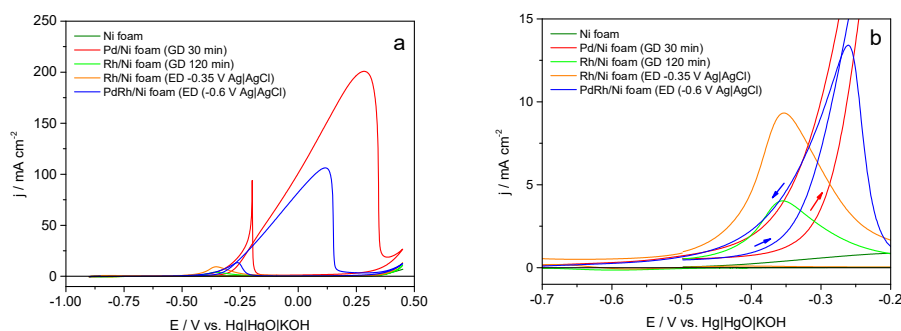 a
Ni foam
Pd/Ni foam (GD 30 min)
Rh/Ni foam (GD 120 min)
Rh/Ni foam (ED -0.35 V Ag|AgCl)
PdRh/Ni foam (ED (-0.6 V Ag|AgCl)
250
200
150
100
50
0
j / mA cm-2
-1.00 -0.75 -0.50 -0.25 0.00 0.25 0.50
E / V vs. Hg|HgO|KOH
b
Ni foam
Pd/Ni foam (GD 30 min)
Rh/Ni foam (GD 120 min)
Rh/Ni foam (ED -0.35 V Ag|AgCl)
PdRh/Ni foam (ED (-0.6 V Ag|AgCl)
15
10
5
0
j / mA cm-2
-0.7 -0.6 -0.5 -0.4 -0.3 -0.2
E / V vs. Hg|HgO|KOH